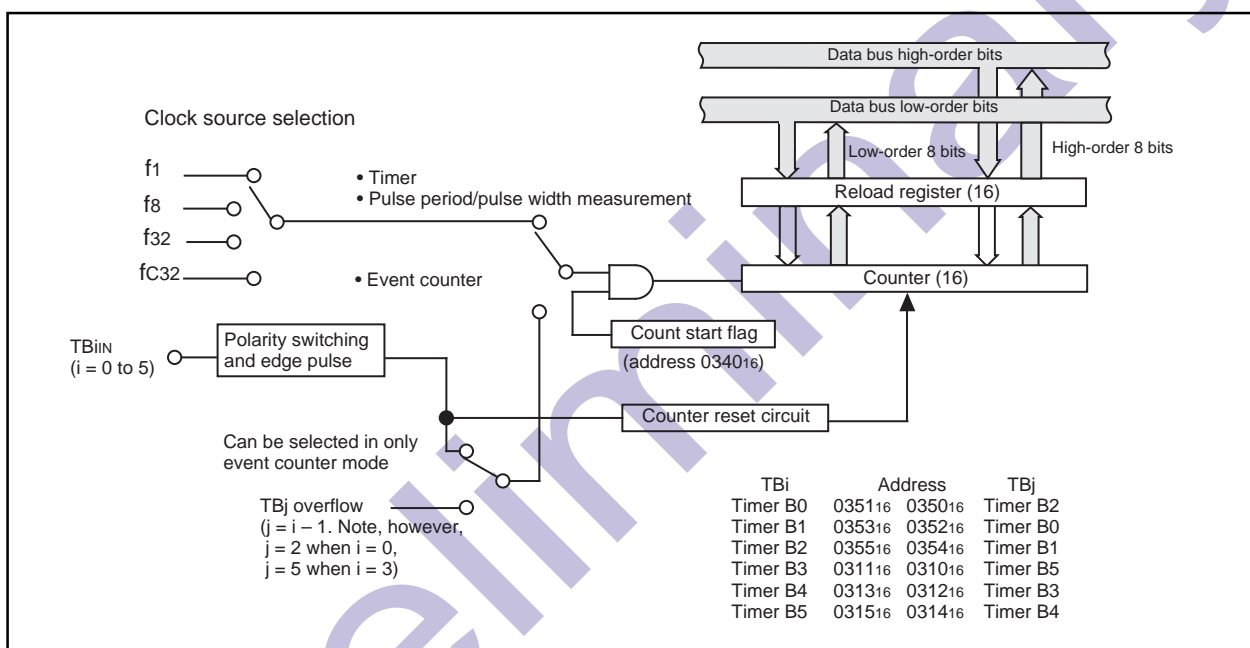 Data bus high-order bits
Data bus low-order bits
Clock source selection
Low-order 8 bits
High-order 8 bits
f1
• Timer
• Pulse period/pulse width measurement
Reload register (16)
f8
f32
fC32
• Event counter
Counter (16)
TBiIN
(i = 0 to 5)
Polarity switching
and edge pulse
Count start flag
(address 034016)
Counter reset circuit
Can be selected in only
event counter mode
TBj overflow
(j = i – 1. Note, however,
j = 2 when i = 0,
j = 5 when i = 3)
TBi Address TBj
Timer B0 035116 035016 Timer B2
Timer B1 035316 035216 Timer B0
Timer B2 035516 035416 Timer B1
Timer B3 031116 031016 Timer B5
Timer B4 031316 031216 Timer B3
Timer B5 031516 031416 Timer B4
eliminary